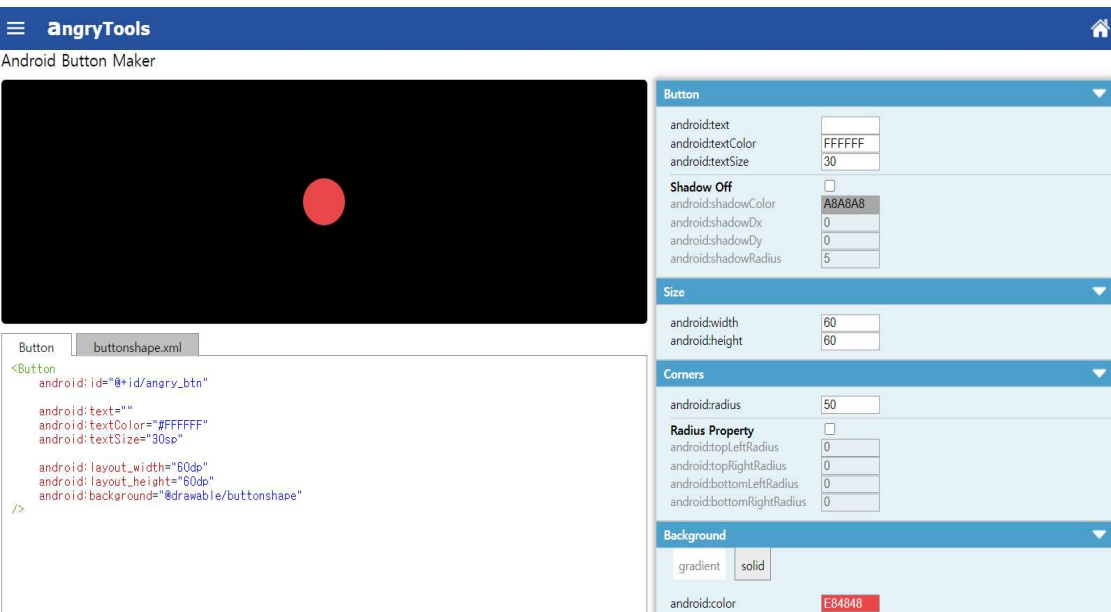 angryTools
Android Button Maker
Button
android:text
android:textColor FFFFFF
android:textSize 30
Shadow Off
android:shadowColor A8A8A8
android:shadowDx 0
android:shadowDy 0
android:shadowRadius 5
Size
android:width 60
android:height 60
Corners
android:radius 50
Radius Property
android:topLeftRadius 0
android:topRightRadius 0
android:bottomLeftRadius 0
android:bottomRightRadius 0
Background
gradient solid
android:color E84848
Button buttonshape.xml
<Button
android:id="@+id/angry_btn"
android:text=""
android:textColor="#FFFFFF"
android:textSize="30sp"
android:layout_width="60dp"
android:layout_height="60dp"
android:background="@drawable/buttonshape"
/>